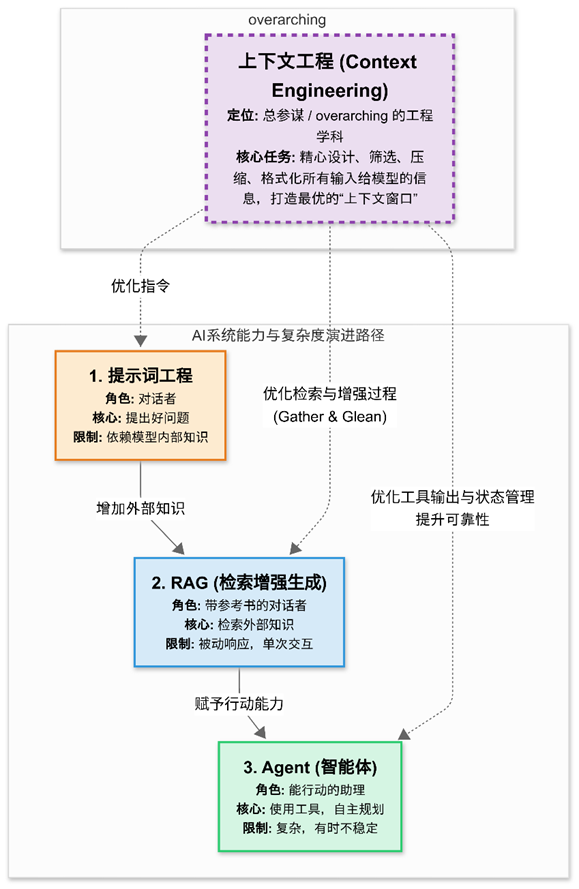 overarching
上下文工程 (Context
Engineering)
定位: 总参谋 / overarching 的工程
学科
核心任务: 精心设计、筛选、压
缩、格式化所有输入给模型的信
息，打造最优的“上下文窗口”
优化指令
AI系统能力与复杂度演进路径
1. 提示词工程
角色: 对话者
核心: 提出好问题
限制: 依赖模型内部知识
优化检索与增强过程
(Gather & Glean)
增加外部知识
优化工具输出与状态管理
提升可靠性
2. RAG (检索增强生成)
角色: 带参考书的对话者
核心: 检索外部知识
限制: 被动响应，单次交互
赋予行动能力
3. Agent (智能体)
角色: 能行动的助理
核心: 使用工具，自主规划
限制: 复杂，有时不稳定